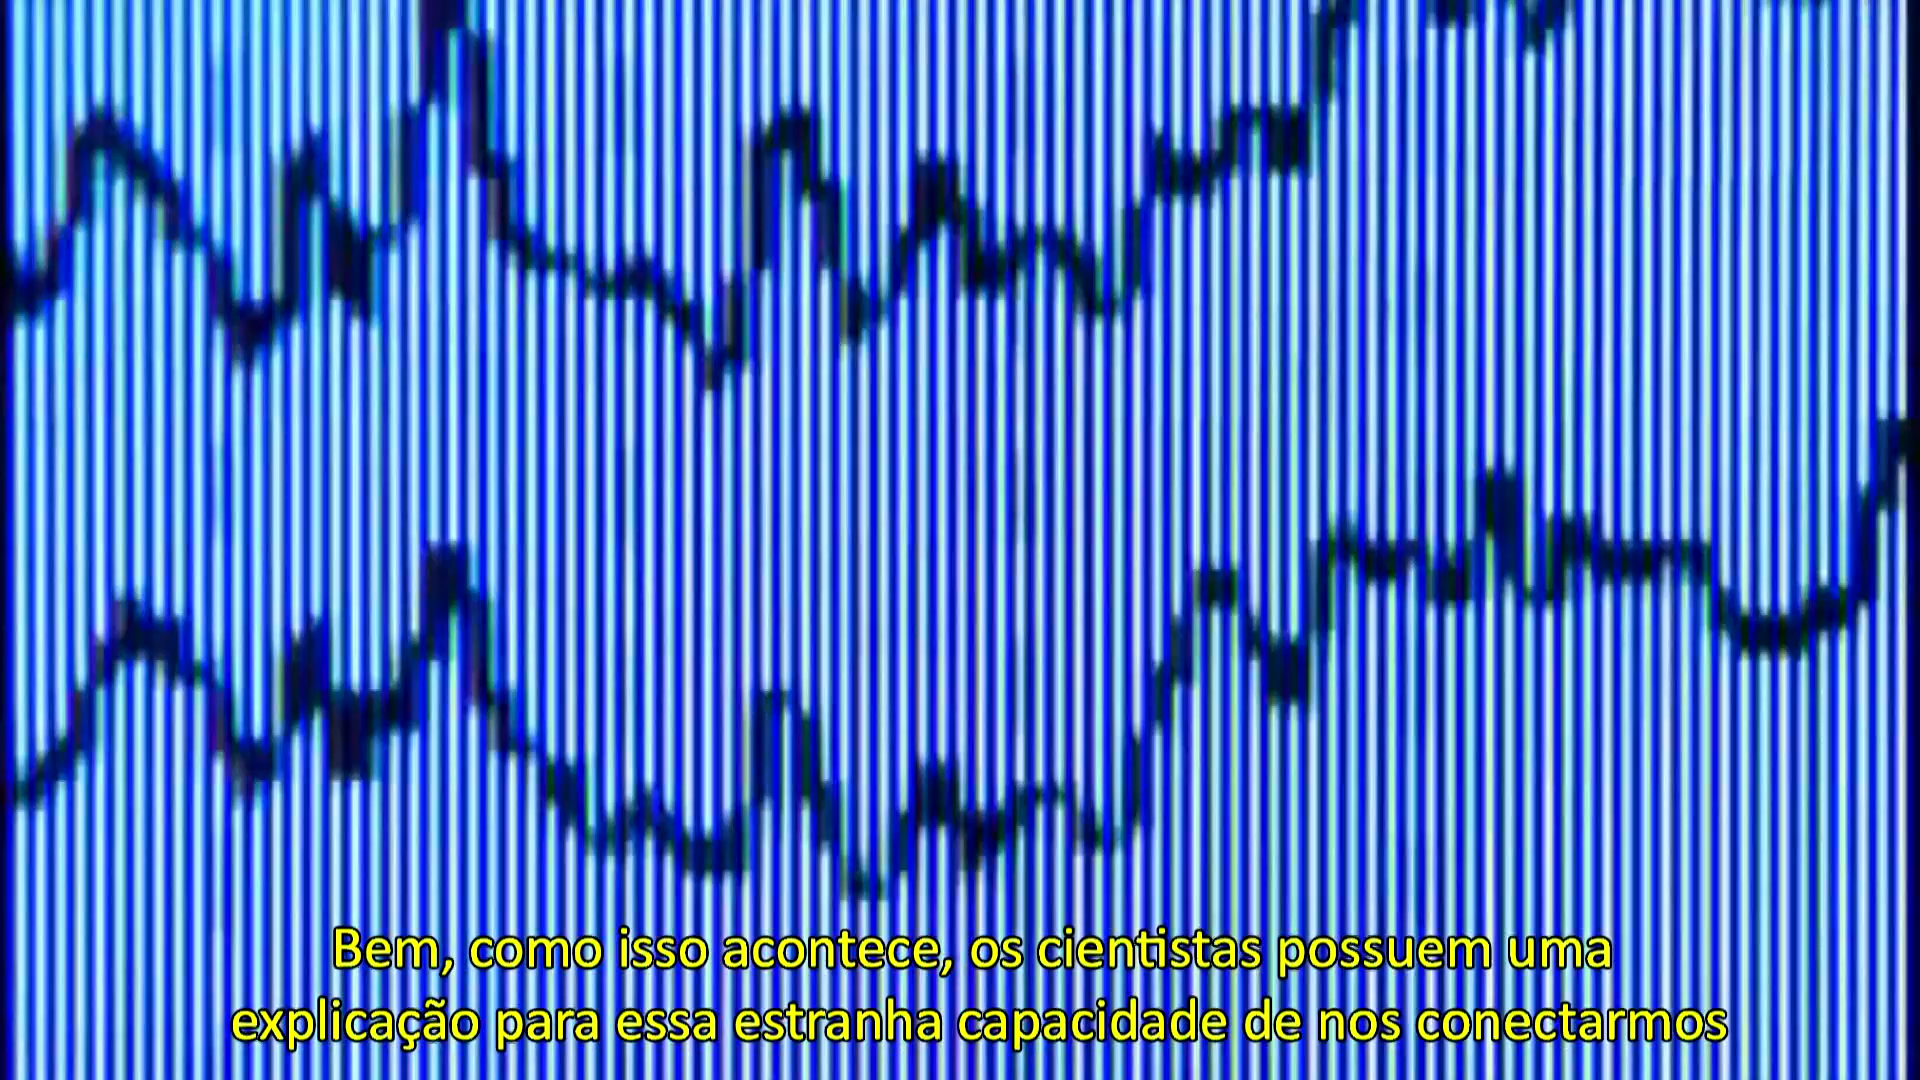 Bem, como isso acontece, os cientistas possuem uma
explicação para essa estranha capacidade de nos conectarmos